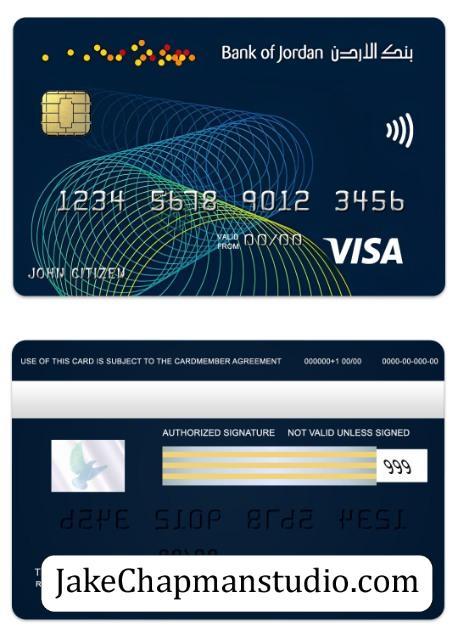 Bank of Jordan بنك الاردن
1234 5678 9012 3456
VALID FROM 00/00
VISA
JOHN CITIZEN
USE OF THIS CARD IS SUBJECT TO THE CARDMEMBER AGREEMENT 000000+1 00/00 0000-00-000-00
AUTHORIZED SIGNATURE NOT VALID UNLESS SIGNED
999
JakeChapmanstudio.com